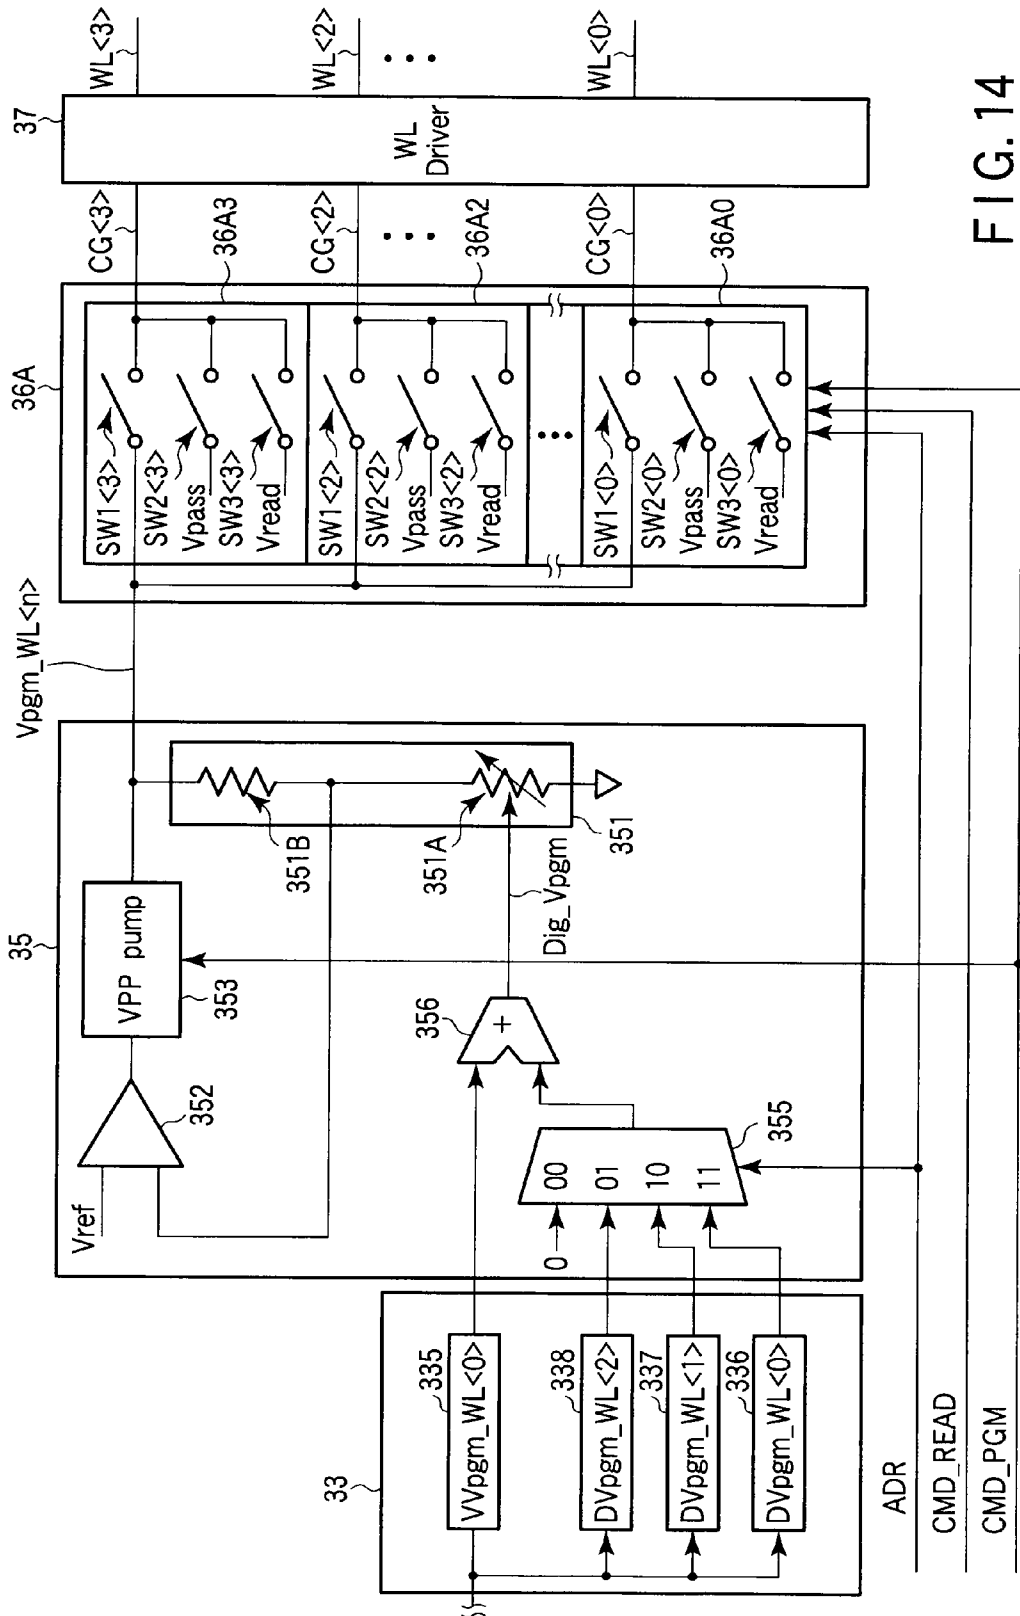 Vpgm_WL<n>
35
VPP pump
353
352
Vref
351B
351A
351
Dig_Vpgm
356
+
355
00
01
10
11
0
33
VVpgm_WL<0>
335
DVpgm_WL<2>
338
DVpgm_WL<1>
337
DVpgm_WL<0>
336
ADR
CMD_READ
CMD_PGM
36A
SW1<3>
SW2<3>
Vpass
SW3<3>
Vread
36A3
SW1<2>
SW2<2>
Vpass
SW3<2>
Vread
36A2
SW1<0>
SW2<0>
Vpass
SW3<0>
Vread
36A0
CG<3>
CG<2>
CG<0>
37
WL
Driver
WL<3>
WL<2>
WL<0>
FIG. 14